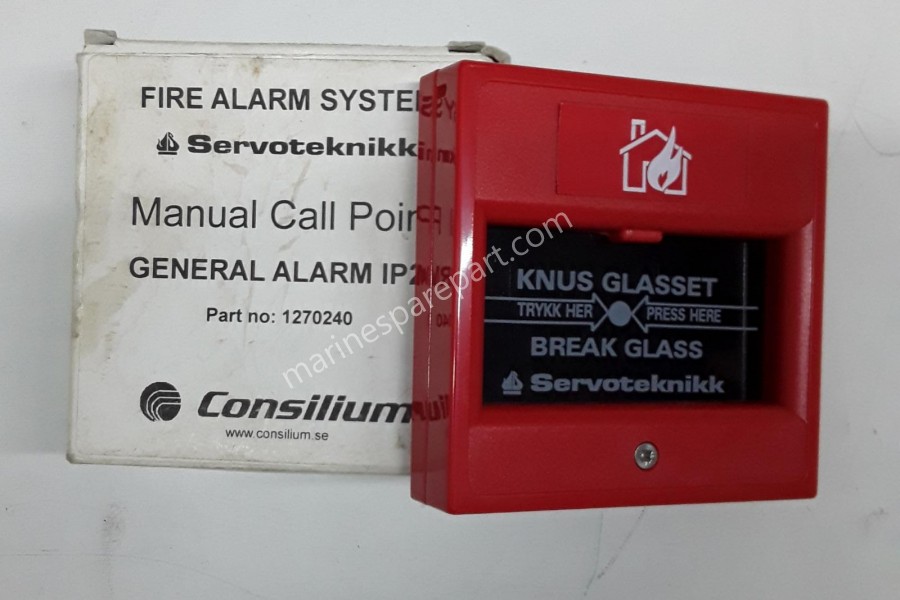 FIRE ALARM SYSTE
Servoteknikk
Manual Call Poin
GENERAL ALARM IP2
Part no: 1270240
Consilium
www.consilium.se
KNUS GLASSET
TRYKK HER PRESS HERE
BREAK GLASS
Servoteknikk
marinesparepart.com